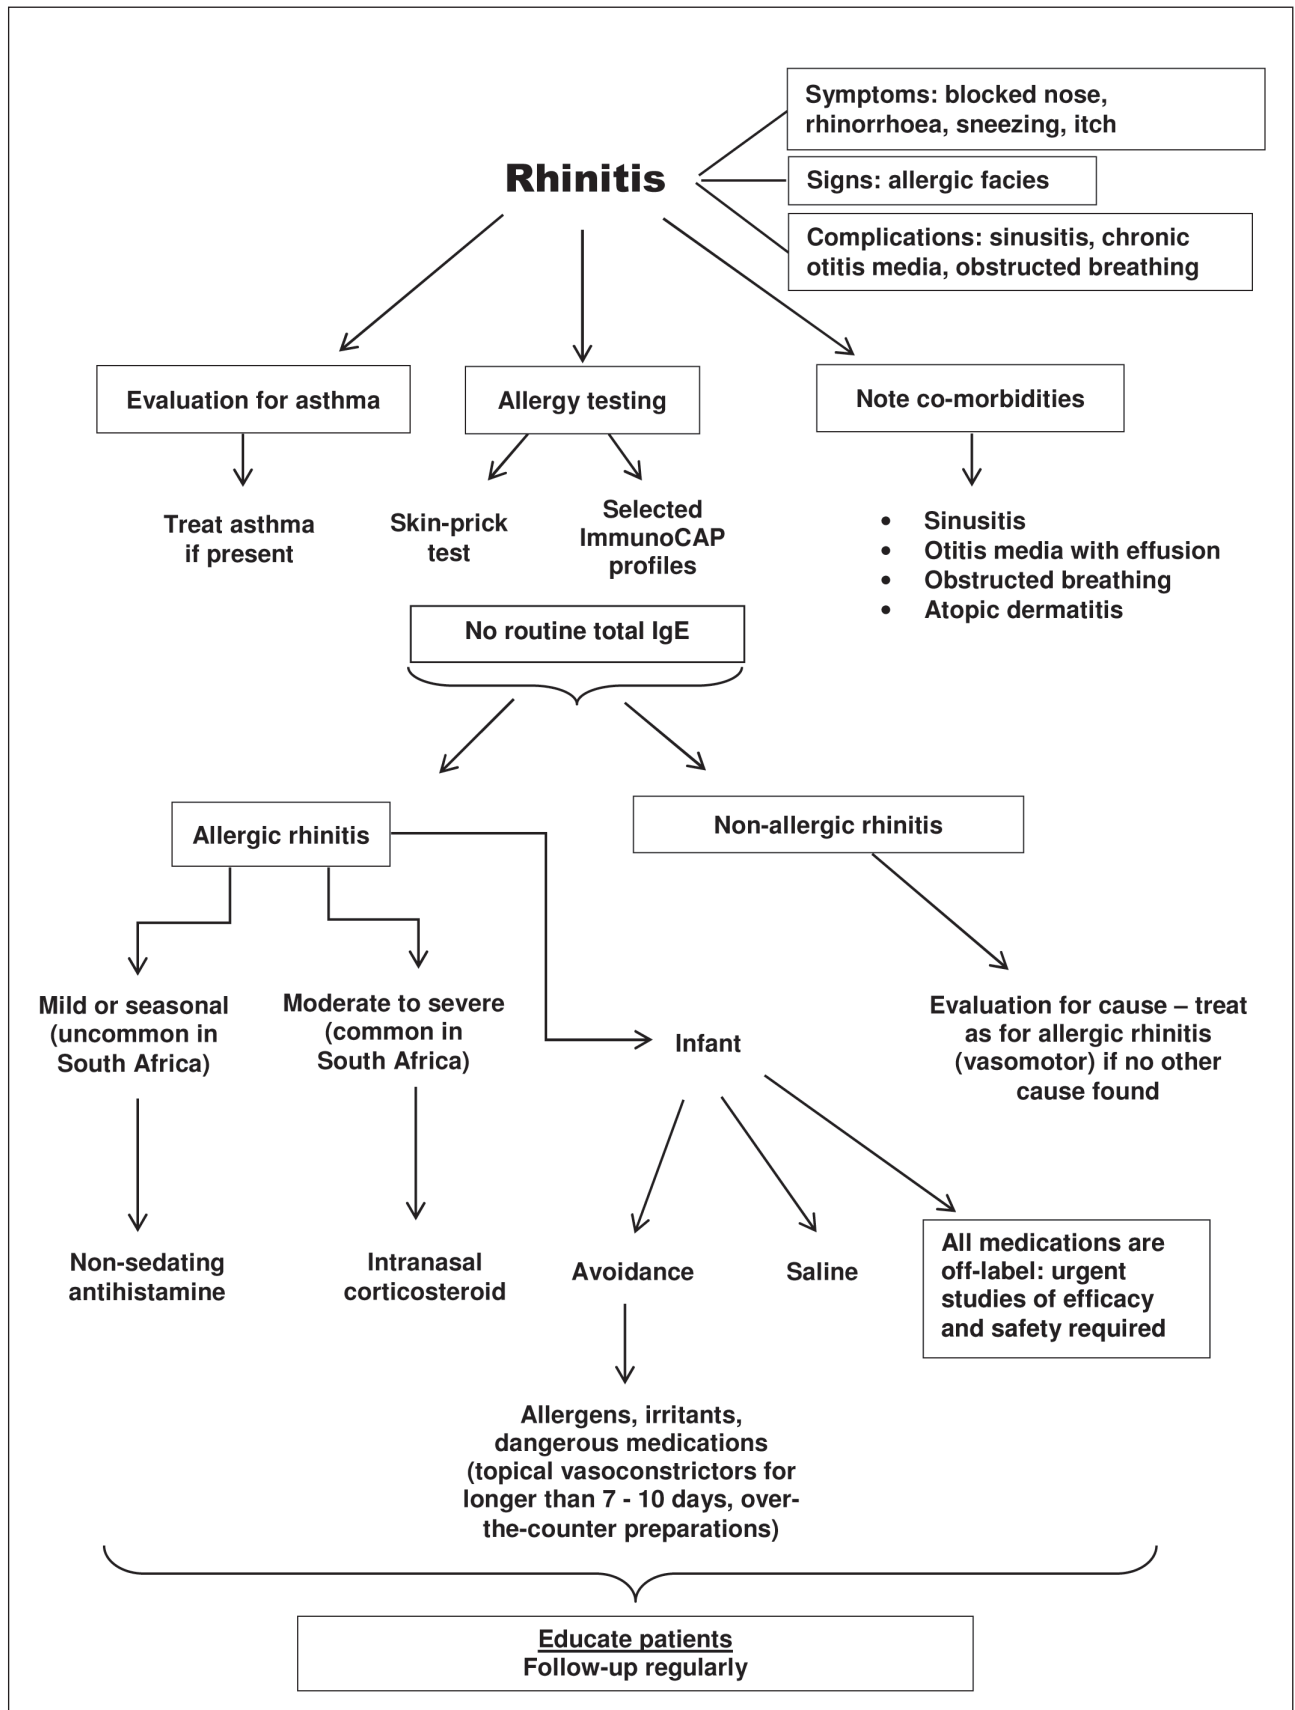 Symptoms: blocked nose,
rhinorrhoea, sneezing, itch
Rhinitis
Signs: allergic facies
Complications: sinusitis, chronic
otitis media, obstructed breathing
Evaluation for asthma
Allergy testing
Note co-morbidities
Treat asthma
if present
Skin-prick
test
Selected
ImmunoCAP
profiles
• Sinusitis
• Otitis media with effusion
• Obstructed breathing
• Atopic dermatitis
No routine total IgE
Allergic rhinitis
Non-allergic rhinitis
Mild or seasonal
(uncommon in
South Africa)
Moderate to severe
(common in
South Africa)
Infant
Evaluation for cause – treat
as for allergic rhinitis
(vasomotor) if no other
cause found
Non-sedating
antihistamine
Intranasal
corticosteroid
Avoidance
Saline
All medications are
off-label: urgent
studies of efficacy
and safety required
Allergens, irritants,
dangerous medications
(topical vasoconstrictors for
longer than 7 - 10 days, over-
the-counter preparations)
Educate patients
Follow-up regularly